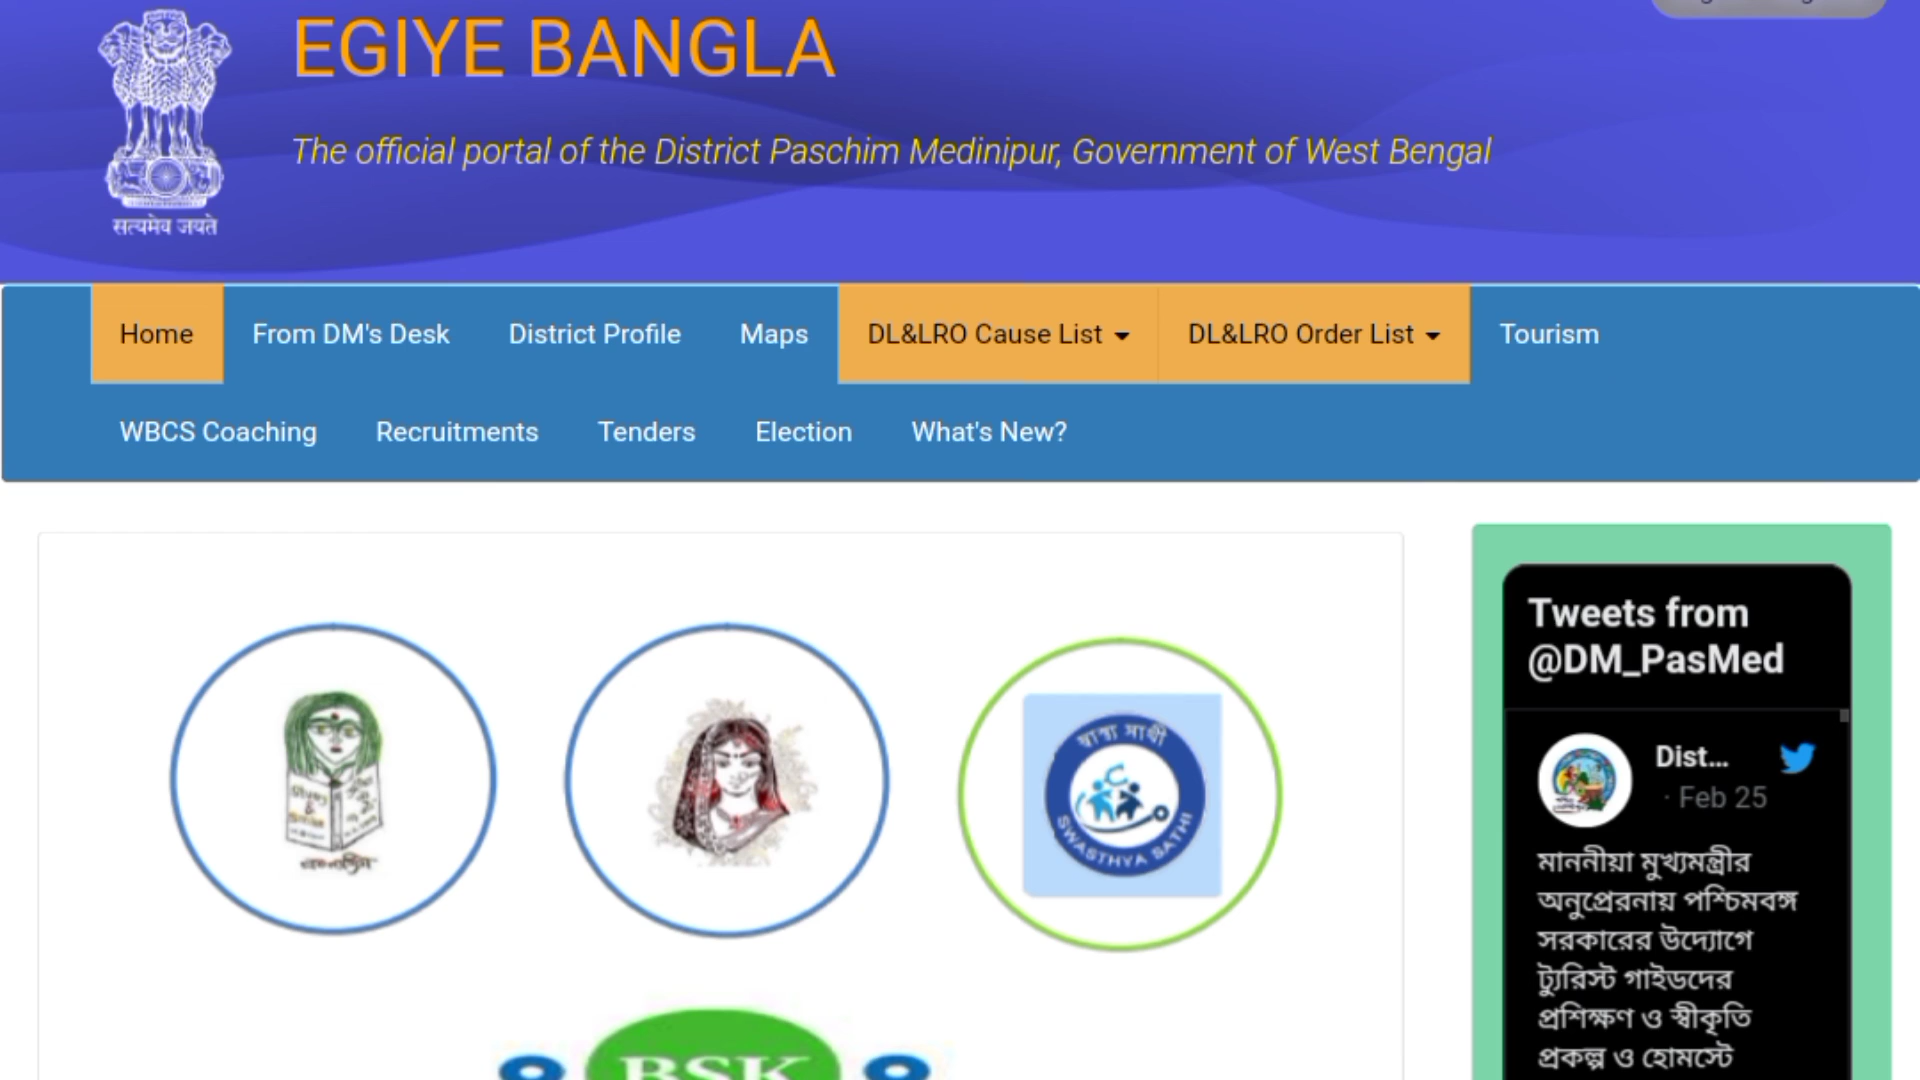 EGIYE BANGLA
The official portal of the District Paschim Medinipur, Government of West Bengal
सत्यमेव जयते
Home From DM's Desk District Profile Maps DL&LRO Cause List DL&LRO Order List Tourism
WBCS Coaching Recruitments Tenders Election What's New?
স্বাস্থ্য সাথী
SWASTHYA SATHI
BSK
Tweets from
@DM_PasMed
Dist...
· Feb 25
মাননীয়া মুখ্যমন্ত্রীর
অনুপ্রেরনায় পশ্চিমবঙ্গ
সরকারের উদ্যোগে
ট্যুরিস্ট গাইডদের
প্রশিক্ষণ ও স্বীকৃতি
প্রকল্প ও হোমস্টে